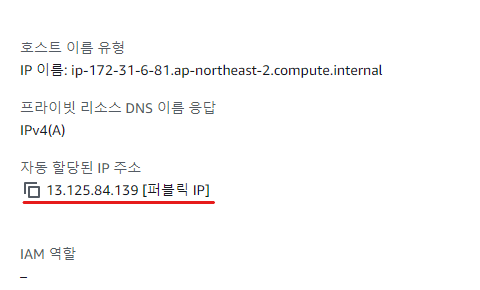 호스트 이름 유형
IP 이름: ip-172-31-6-81.ap-northeast-2.compute.internal
프라이빗 리소스 DNS 이름 응답
IPv4(A)
자동 할당된 IP 주소
13.125.84.139 [퍼블릭 IP]
IAM 역할
–